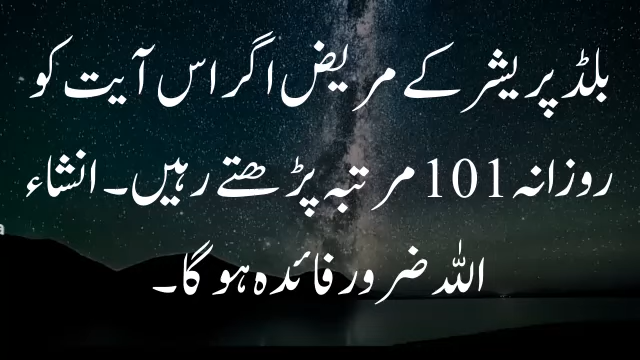 بلڈ پریشر کے مریض اگر اس آیت کو
روزانہ 101 مرتبہ پڑھتے رہیں۔ انشاء
اللہ ضرور فائدہ ہو گا۔
a